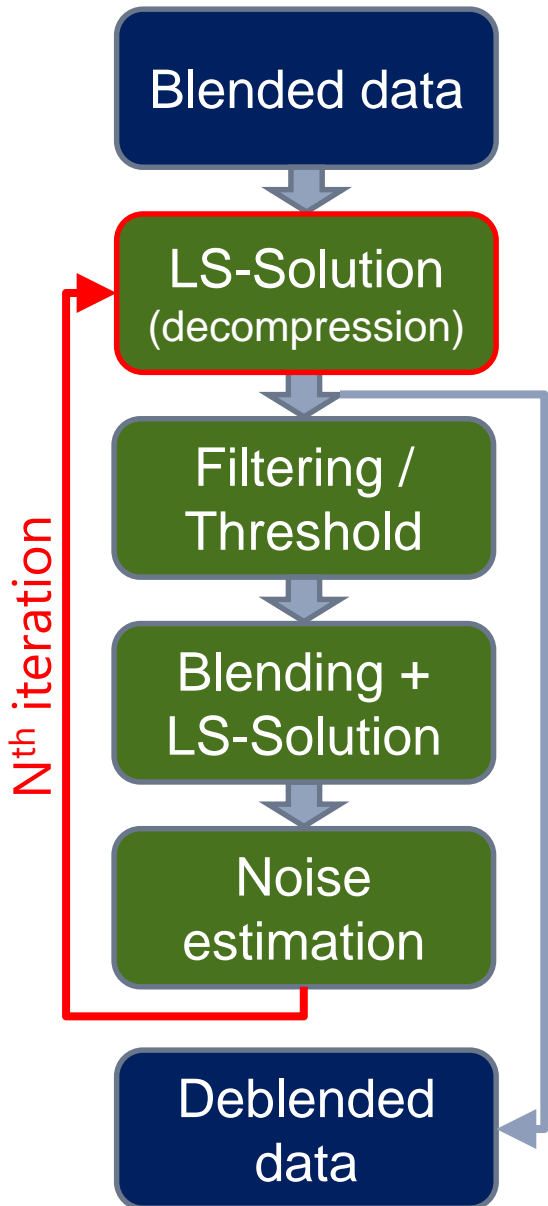 Blended data
LS-Solution
(decompression)
Filtering /
Threshold
Blending +
LS-Solution
Noise
estimation
Nth iteration
Deblended
data